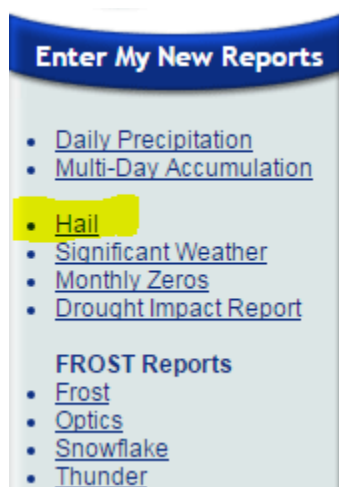 Enter My New Reports
Daily Precipitation
Multi-Day Accumulation
Hail
Significant Weather
Monthly Zeros
Drought Impact Report
FROST Reports
Frost
Optics
Snowflake
Thunder